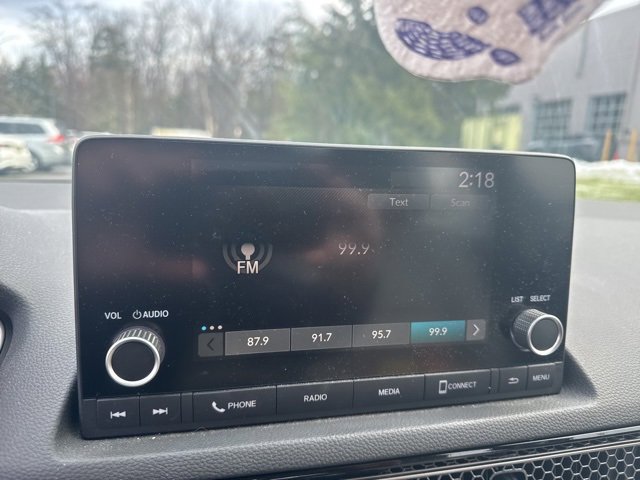 2:18
Text Scan
99.9
FM
VOL AUDIO
LIST SELECT
87.9 91.7 95.7 99.9
PHONE RADIO MEDIA CONNECT MENU